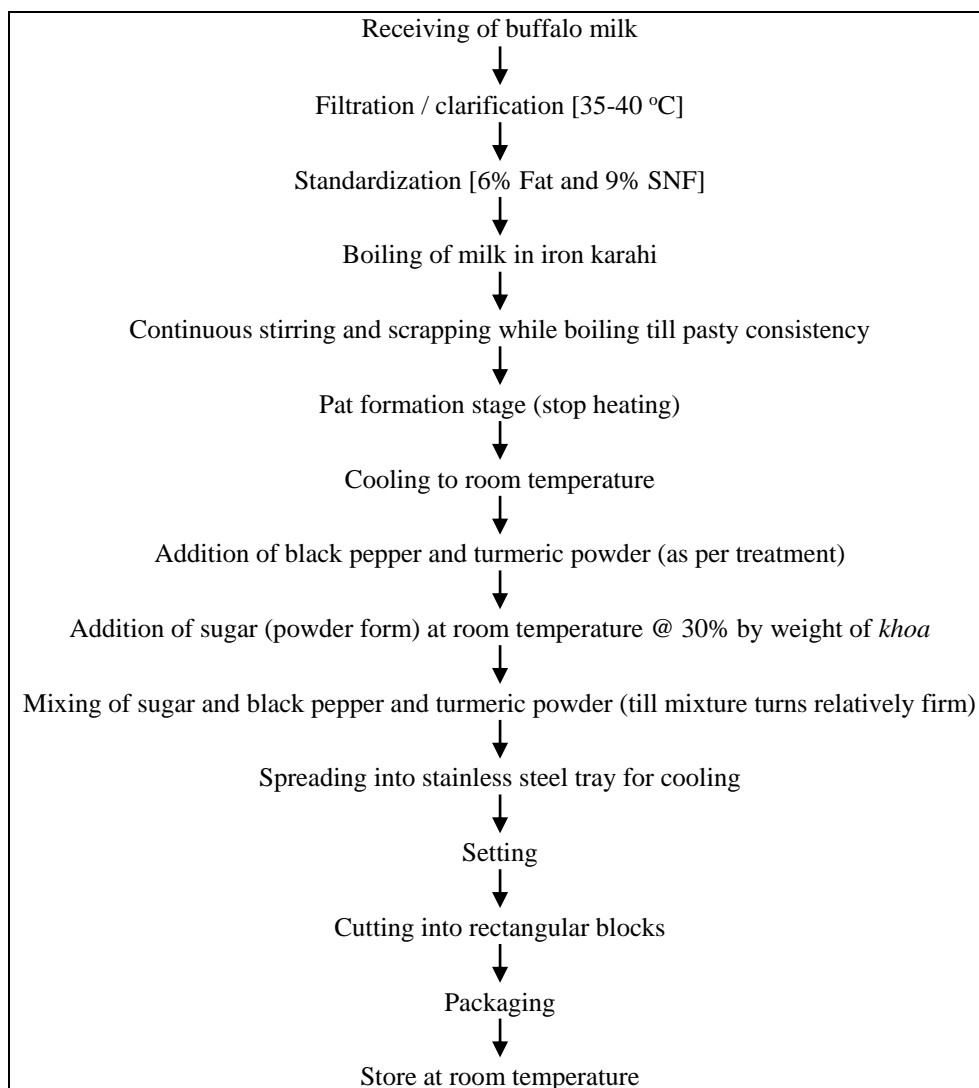 Receiving of buffalo milk
Filtration / clarification [35-40 °C]
Standardization [6% Fat and 9% SNF]
Boiling of milk in iron karahi
Continuous stirring and scrapping while boiling till pasty consistency
Pat formation stage (stop heating)
Cooling to room temperature
Addition of black pepper and turmeric powder (as per treatment)
Addition of sugar (powder form) at room temperature @ 30% by weight of khoa
Mixing of sugar and black pepper and turmeric powder (till mixture turns relatively firm)
Spreading into stainless steel tray for cooling
Setting
Cutting into rectangular blocks
Packaging
Store at room temperature